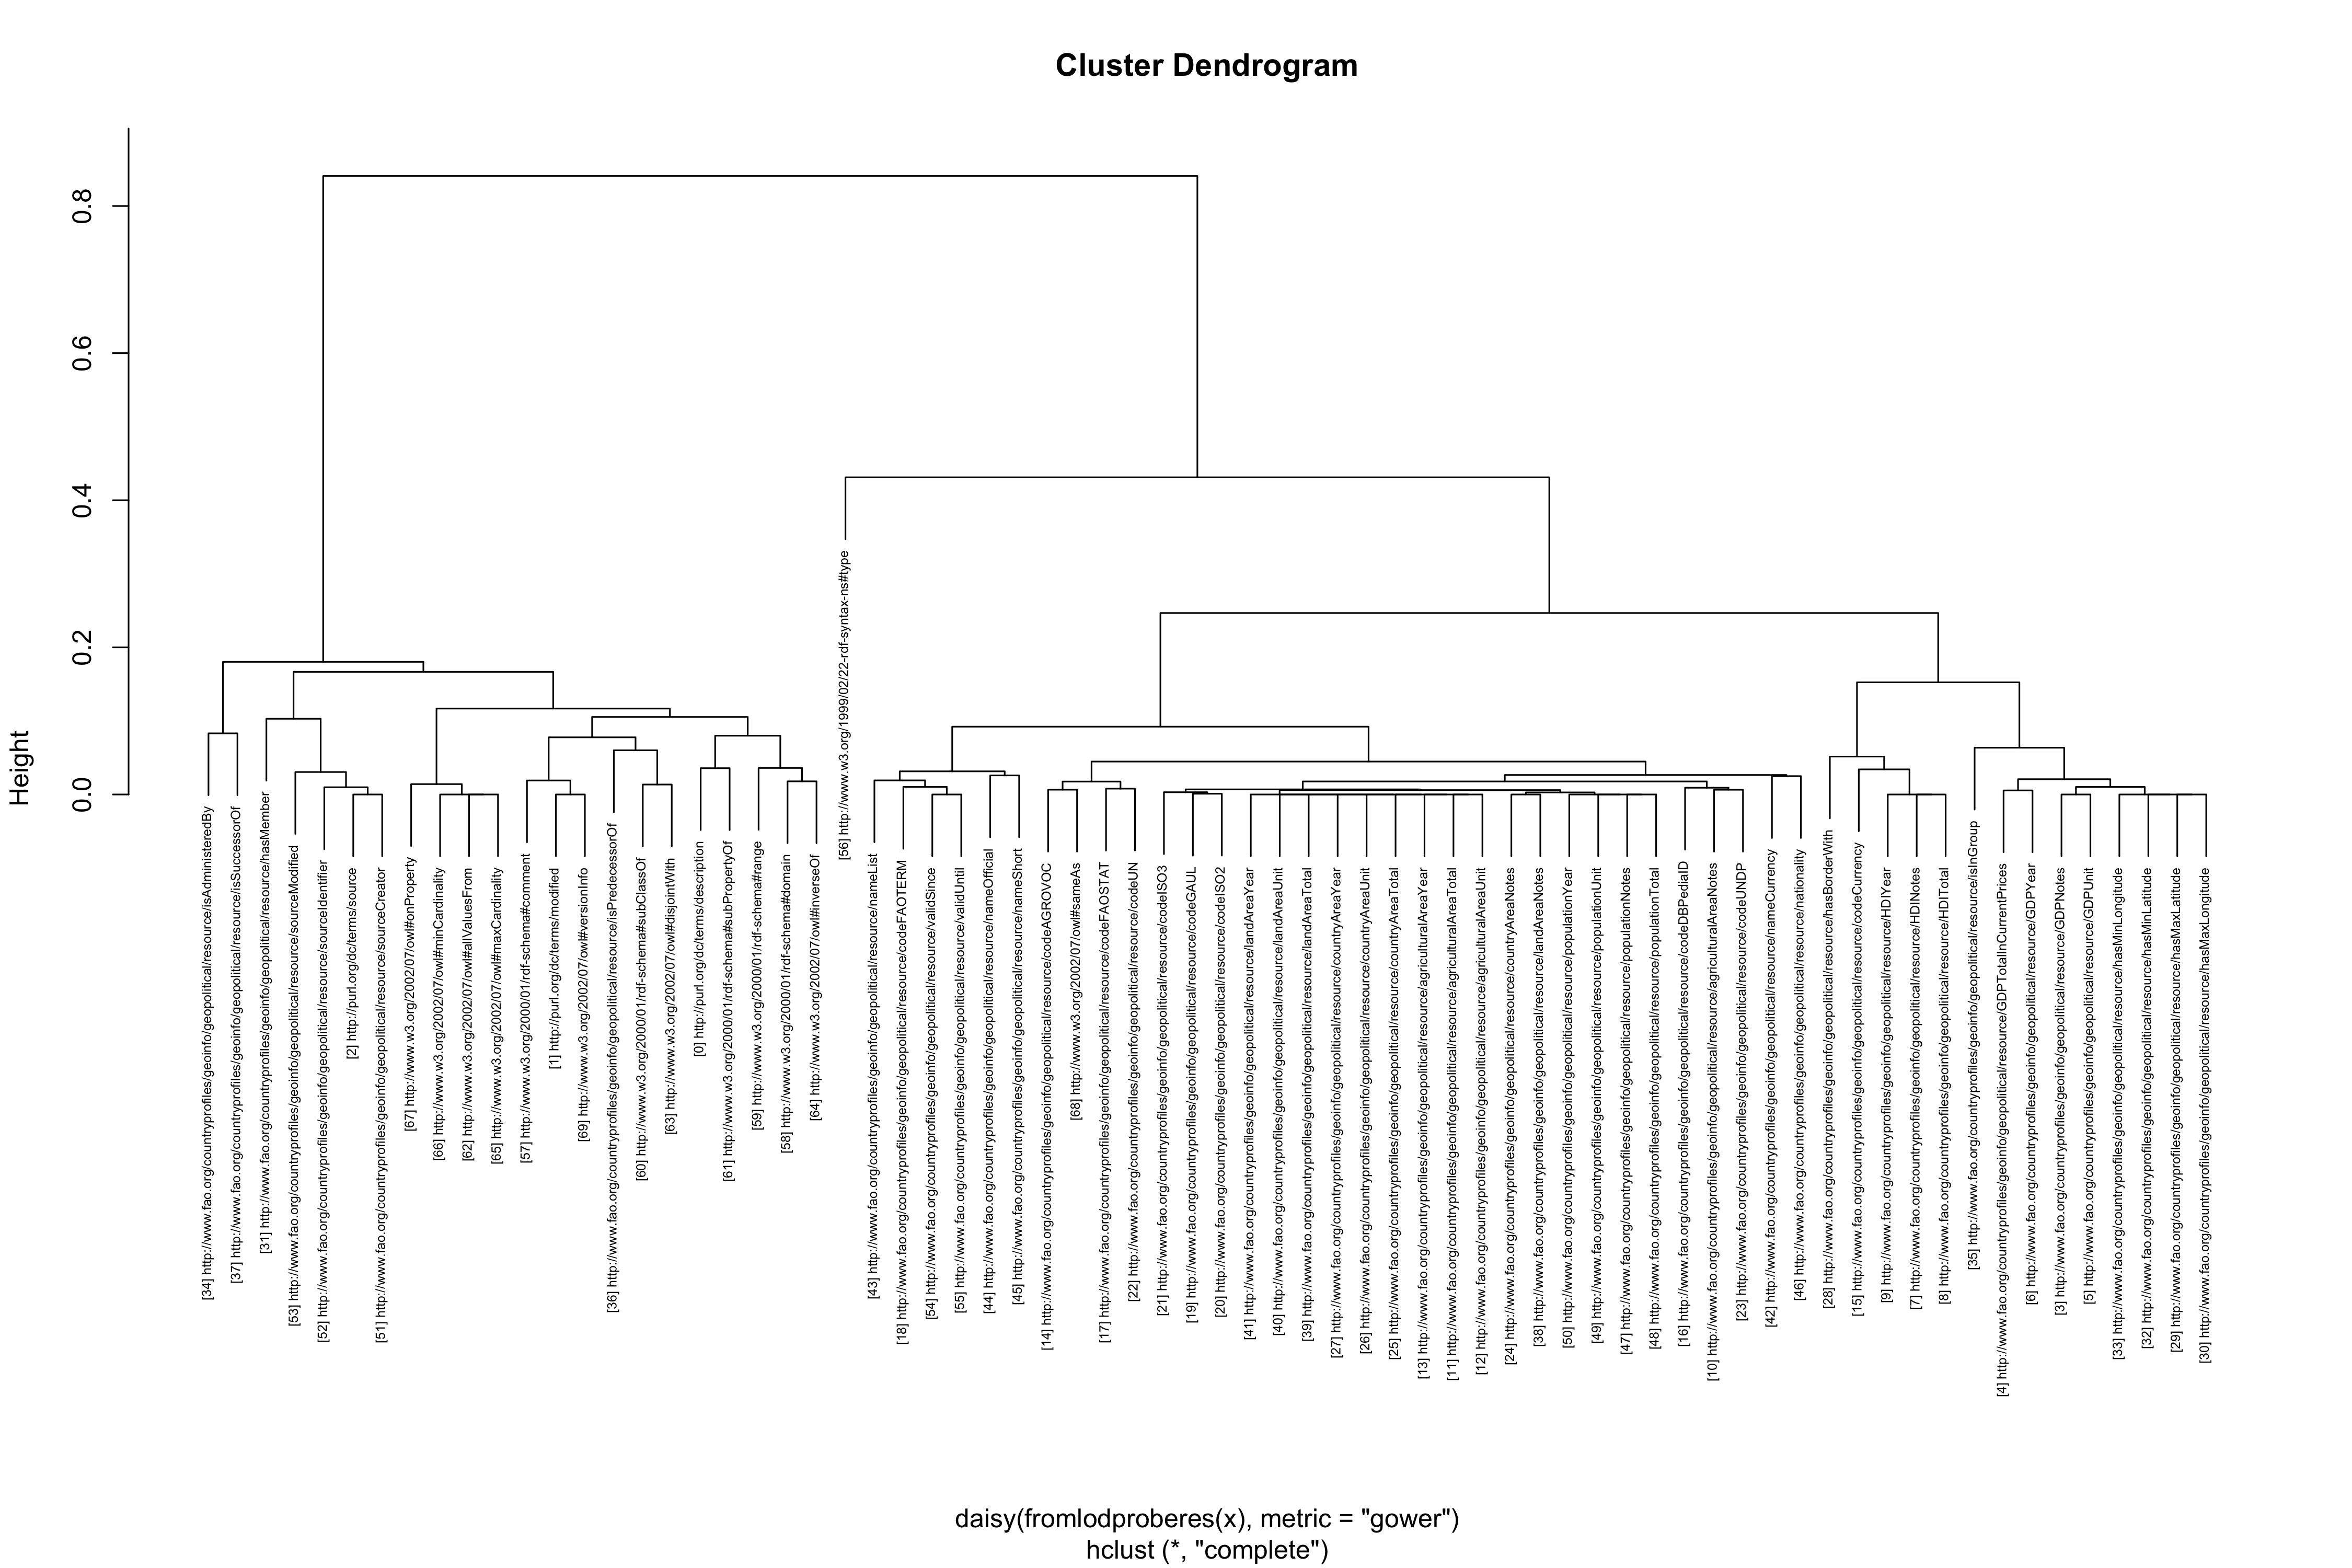 Cluster Dendrogram
Height
0.0
0.2
0.4
0.6
0.8
[34] http://www.fao.org/countryprofiles/geoinfo/geopolitical/resource/isAdministeredBy
[37] http://www.fao.org/countryprofiles/geoinfo/geopolitical/resource/isSuccessorOf
[31] http://www.fao.org/countryprofiles/geoinfo/geopolitical/resource/hasMember
[53] http://www.fao.org/countryprofiles/geoinfo/geopolitical/resource/sourceModified
[52] http://www.fao.org/countryprofiles/geoinfo/geopolitical/resource/sourceIdentifier
[2] http://purl.org/dc/terms/source
[51] http://www.fao.org/countryprofiles/geoinfo/geopolitical/resource/sourceCreator
[67] http://www.w3.org/2002/07/owl#onProperty
[66] http://www.w3.org/2002/07/owl#minCardinality
[62] http://www.w3.org/2002/07/owl#allValuesFrom
[65] http://www.w3.org/2002/07/owl#maxCardinality
[57] http://www.w3.org/2000/01/rdf-schema#comment
[1] http://purl.org/dc/terms/modified
[69] http://www.w3.org/2002/07/owl#versionInfo
[36] http://www.fao.org/countryprofiles/geoinfo/geopolitical/resource/isPredecessorOf
[60] http://www.w3.org/2000/01/rdf-schema#subClassOf
[63] http://www.w3.org/2002/07/owl#disjointWith
[0] http://purl.org/dc/terms/description
[61] http://www.w3.org/2000/01/rdf-schema#subPropertyOf
[59] http://www.w3.org/2000/01/rdf-schema#range
[58] http://www.w3.org/2000/01/rdf-schema#domain
[64] http://www.w3.org/2002/07/owl#inverseOf
[56] http://www.w3.org/1999/02/22-rdf-syntax-ns#type
[43] http://www.fao.org/countryprofiles/geoinfo/geopolitical/resource/nameList
[18] http://www.fao.org/countryprofiles/geoinfo/geopolitical/resource/codeFAOTERM
[54] http://www.fao.org/countryprofiles/geoinfo/geopolitical/resource/validSince
[55] http://www.fao.org/countryprofiles/geoinfo/geopolitical/resource/validUntil
[44] http://www.fao.org/countryprofiles/geoinfo/geopolitical/resource/nameOfficial
[45] http://www.fao.org/countryprofiles/geoinfo/geopolitical/resource/nameShort
[14] http://www.fao.org/countryprofiles/geoinfo/geopolitical/resource/codeAGROVOC
[68] http://www.w3.org/2002/07/owl#sameAs
[17] http://www.fao.org/countryprofiles/geoinfo/geopolitical/resource/codeFAOSTAT
[22] http://www.fao.org/countryprofiles/geoinfo/geopolitical/resource/codeUN
[21] http://www.fao.org/countryprofiles/geoinfo/geopolitical/resource/codeISO3
[19] http://www.fao.org/countryprofiles/geoinfo/geopolitical/resource/codeGAUL
[20] http://www.fao.org/countryprofiles/geoinfo/geopolitical/resource/codeISO2
[41] http://www.fao.org/countryprofiles/geoinfo/geopolitical/resource/landAreaYear
[40] http://www.fao.org/countryprofiles/geoinfo/geopolitical/resource/landAreaUnit
[39] http://www.fao.org/countryprofiles/geoinfo/geopolitical/resource/landAreaTotal
[27] http://www.fao.org/countryprofiles/geoinfo/geopolitical/resource/countryAreaYear
[26] http://www.fao.org/countryprofiles/geoinfo/geopolitical/resource/countryAreaUnit
[25] http://www.fao.org/countryprofiles/geoinfo/geopolitical/resource/countryAreaTotal
[13] http://www.fao.org/countryprofiles/geoinfo/geopolitical/resource/agriculturalAreaYear
[11] http://www.fao.org/countryprofiles/geoinfo/geopolitical/resource/agriculturalAreaTotal
[12] http://www.fao.org/countryprofiles/geoinfo/geopolitical/resource/agriculturalAreaUnit
[24] http://www.fao.org/countryprofiles/geoinfo/geopolitical/resource/countryAreaNotes
[38] http://www.fao.org/countryprofiles/geoinfo/geopolitical/resource/landAreaNotes
[50] http://www.fao.org/countryprofiles/geoinfo/geopolitical/resource/populationYear
[49] http://www.fao.org/countryprofiles/geoinfo/geopolitical/resource/populationUnit
[47] http://www.fao.org/countryprofiles/geoinfo/geopolitical/resource/populationNotes
[48] http://www.fao.org/countryprofiles/geoinfo/geopolitical/resource/populationTotal
[16] http://www.fao.org/countryprofiles/geoinfo/geopolitical/resource/codeDBPediaID
[10] http://www.fao.org/countryprofiles/geoinfo/geopolitical/resource/agriculturalAreaNotes
[23] http://www.fao.org/countryprofiles/geoinfo/geopolitical/resource/codeUNDP
[42] http://www.fao.org/countryprofiles/geoinfo/geopolitical/resource/nameCurrency
[46] http://www.fao.org/countryprofiles/geoinfo/geopolitical/resource/nationality
[28] http://www.fao.org/countryprofiles/geoinfo/geopolitical/resource/hasBorderWith
[15] http://www.fao.org/countryprofiles/geoinfo/geopolitical/resource/codeCurrency
[9] http://www.fao.org/countryprofiles/geoinfo/geopolitical/resource/HDIYear
[7] http://www.fao.org/countryprofiles/geoinfo/geopolitical/resource/HDINotes
[8] http://www.fao.org/countryprofiles/geoinfo/geopolitical/resource/HDITotal
[35] http://www.fao.org/countryprofiles/geoinfo/geopolitical/resource/isInGroup
[4] http://www.fao.org/countryprofiles/geoinfo/geopolitical/resource/GDPTotalInCurrentPrices
[6] http://www.fao.org/countryprofiles/geoinfo/geopolitical/resource/GDPYear
[3] http://www.fao.org/countryprofiles/geoinfo/geopolitical/resource/GDPNotes
[5] http://www.fao.org/countryprofiles/geoinfo/geopolitical/resource/GDPUnit
[33] http://www.fao.org/countryprofiles/geoinfo/geopolitical/resource/hasMinLongitude
[32] http://www.fao.org/countryprofiles/geoinfo/geopolitical/resource/hasMinLatitude
[29] http://www.fao.org/countryprofiles/geoinfo/geopolitical/resource/hasMaxLatitude
[30] http://www.fao.org/countryprofiles/geoinfo/geopolitical/resource/hasMaxLongitude
daisy(fromlodproberes(x), metric = "gower")
hclust (*, "complete")